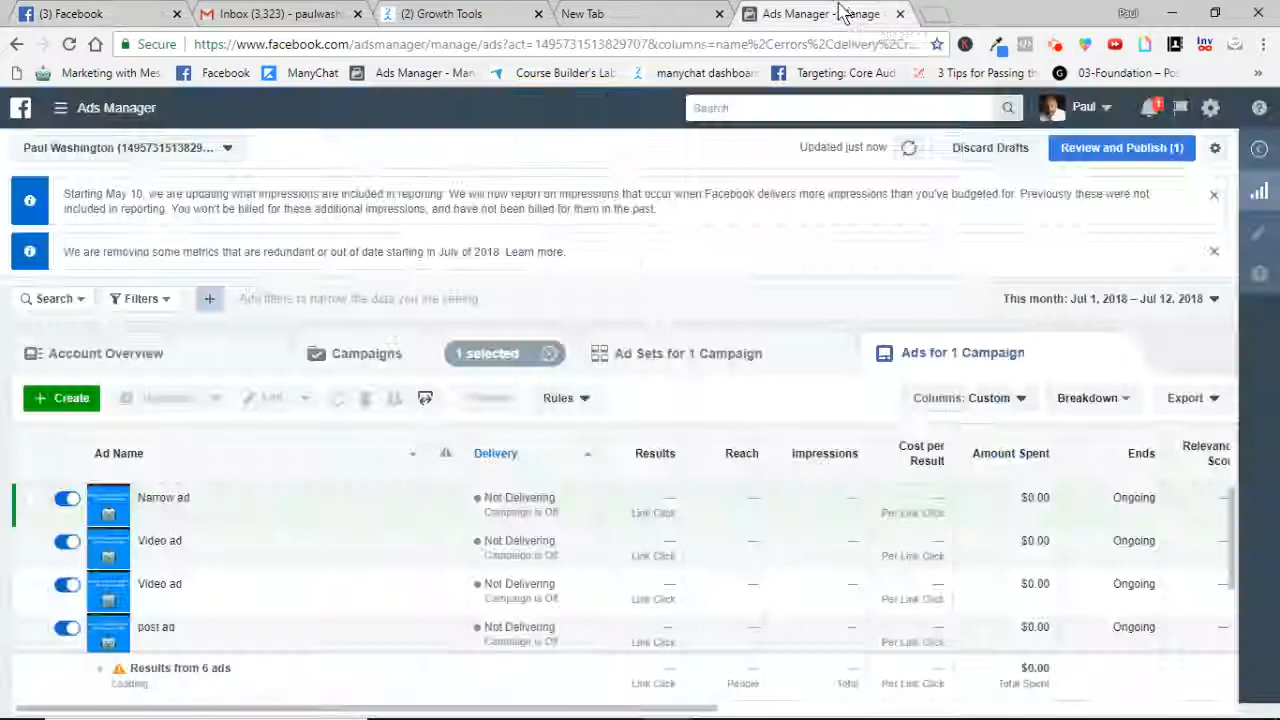 (3) Facebook
Inbox (3,323) - paulwash
(2) Growth Tools
New Tab
Ads Manager - Manage
Paul
Secure
https://www.facebook.com/adsmanager/manage/ads?act=1495731513829707&columns=name%2Cerrors%2Cdelivery%2Cr...
Marketing with Mes
Facebook
ManyChat
Ads Manager - Man
Course Builder's Lab
manychat dashboar
Targeting: Core Aud
3 Tips for Passing th
03-Foundation – Po
Ads Manager
Search
Paul
Paul Washington (1495731513829...
Updated just now
Discard Drafts
Review and Publish (1)
Starting May 10, we are updating what impressions are included in reporting. We will now report on impressions that occur when Facebook delivers more impressions than you've budgeted for. Previously these were not
included in reporting. You won't be billed for these additional impressions, and have not been billed for them in the past.
We are removing some metrics that are redundant or out of date starting in July of 2018. Learn more.
Search
Filters
+
Add filters to narrow the data you are seeing.
This month: Jul 1, 2018 – Jul 12, 2018
Account Overview
Campaigns
1 selected
Ad Sets for 1 Campaign
Ads for 1 Campaign
+ Create
Rules
Columns: Custom
Breakdown
Export
Ad Name
Delivery
Results
Reach
Impressions
Cost per
Result
Amount Spent
Ends
Relevanc
Scor
Narrow ad
Not Delivering
Campaign is Off
—
Link Click
—
—
—
Per Link Click
$0.00
Ongoing
—
Video ad
Not Delivering
Campaign is Off
—
Link Click
—
—
—
Per Link Click
$0.00
Ongoing
—
Video ad
Not Delivering
Campaign is Off
—
Link Click
—
—
—
Per Link Click
$0.00
Ongoing
—
post ad
Not Delivering
Campaign is Off
—
Link Click
—
—
—
Per Link Click
$0.00
Ongoing
—
Results from 6 ads
Loading
—
Link Click
—
People
—
Total
—
Per Link Click
$0.00
Total Spent